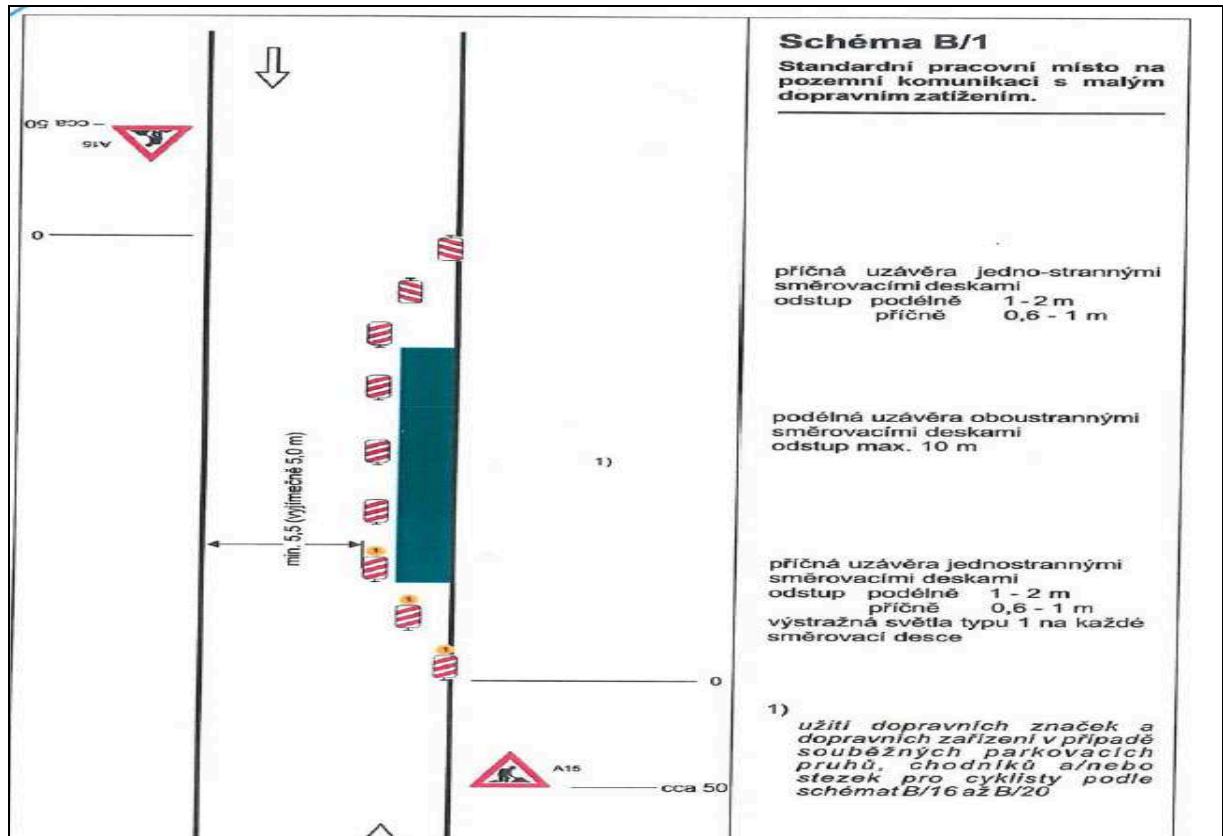 Schéma B/1
Standardní pracovní místo na
pozemní komunikaci s malým
dopravním zatížením.
cca 50
A15
0
příčná uzávěra jedno-strannými
směrovacími deskami
odstup podélně 1 - 2 m
příčně 0,6 - 1 m
podélná uzávěra oboustrannými
směrovacími deskami
odstup max. 10 m
1)
min. 5,5 (vyjímečně 5,0 m)
příčná uzávěra jednostrannými
směrovacími deskami
odstup podélně 1 - 2 m
příčně 0,6 - 1 m
výstražná světla typu 1 na každé
směrovací desce
1
1
1
0
A15
cca 50
1)
užití dopravních značek a
dopravních zařízení v případě
souběžných parkovacích
pruhů, chodníků a/nebo
stezek pro cyklisty podle
schémat B/16 až B/20